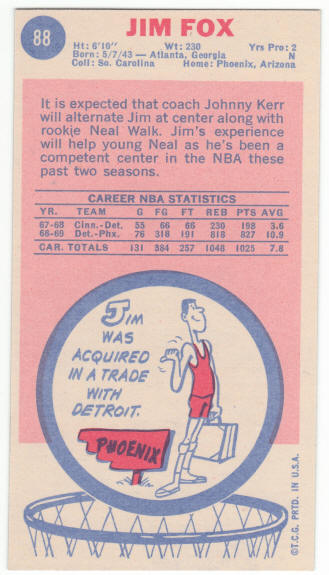 88
JIM FOX
Ht: 6'10" Wt: 230 Yrs Pro: 2
Born: 5/7/43 — Atlanta, Georgia N
Coll: So. Carolina Home: Phoenix, Arizona
It is expected that coach Johnny Kerr
will alternate Jim at center along with
rookie Neal Walk. Jim's experience
will help young Neal as he's been a
competent center in the NBA these
past two seasons.
CAREER NBA STATISTICS
YR. TEAM G FG FT REB PTS AVG
67-68 Cinn.-Det. 55 66 66 230 198 3.6
68-69 Det.-Phx. 76 318 191 818 827 10.9
CAR. TOTALS 131 384 257 1048 1025 7.8
JIM
WAS
ACQUIRED
IN A TRADE
WITH
DETROIT.
PHOENIX
©T.C.G. PRTD. IN U.S.A.